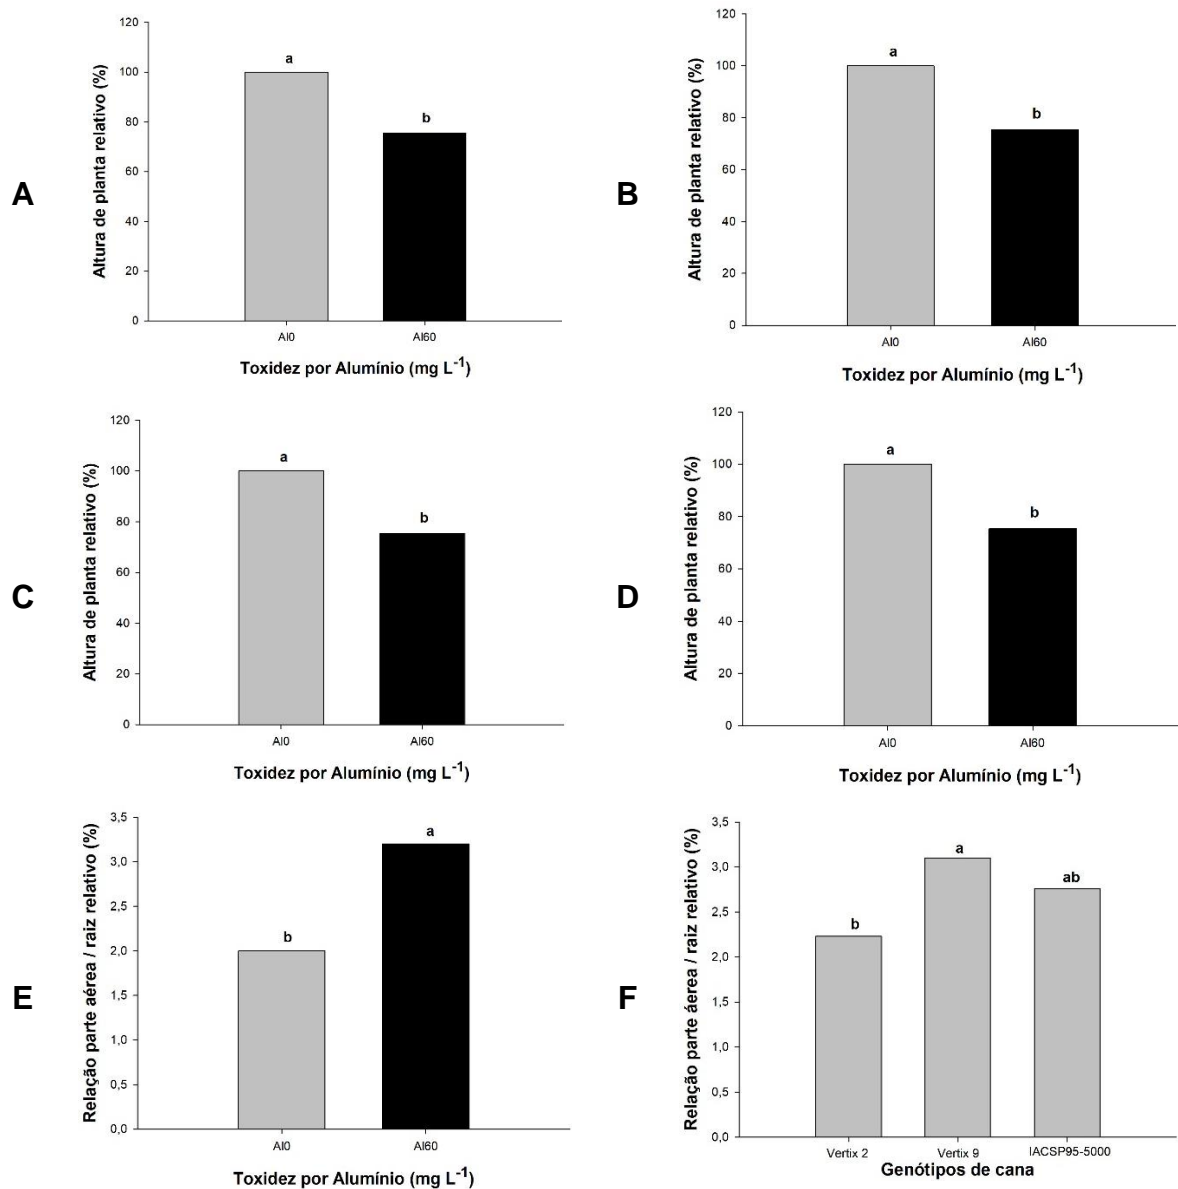 A
Altura de planta relativo (%)
120
100
80
60
40
20
0
a
b
Al0
Al60
Toxidez por Alumínio (mg L-1)
B
Altura de planta relativo (%)
120
100
80
60
40
20
0
a
b
Al0
Al60
Toxidez por Alumínio (mg L-1)
C
Altura de planta relativo (%)
120
100
80
60
40
20
0
a
b
Al0
Al60
Toxidez por Alumínio (mg L-1)
D
Altura de planta relativo (%)
120
100
80
60
40
20
0
a
b
Al0
Al60
Toxidez por Alumínio (mg L-1)
E
Relação parte aérea / raiz relativo (%)
3,5
3,0
2,5
2,0
1,5
1,0
0,5
0,0
b
a
Al0
Al60
Toxidez por Alumínio (mg L-1)
F
Relação parte áerea / raiz relativo (%)
3,5
3,0
2,5
2,0
1,5
1,0
0,5
0,0
b
a
ab
Vertix 2
Vertix 9
IACSP95-5000
Genótipos de cana